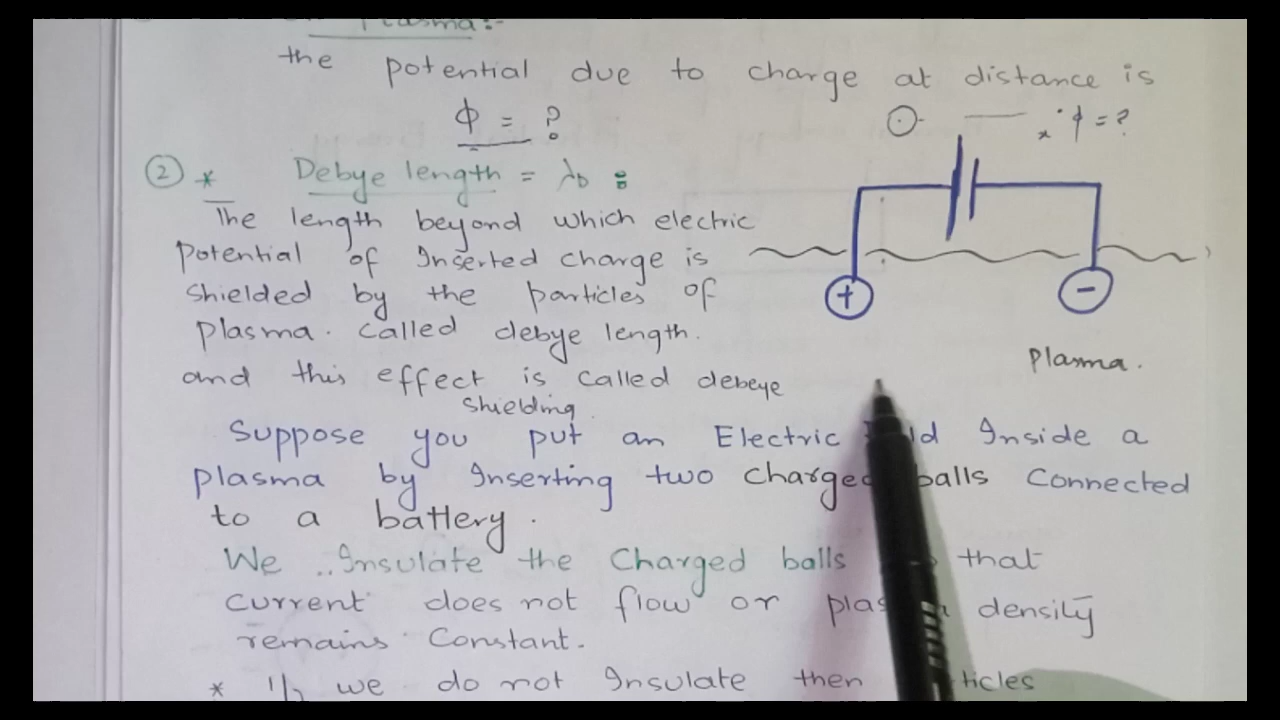 Plasma:-
the potential due to charge at distance is
ϕ = ?
ϕ = ?
② * Debye length = λD :
The length beyond which electric
potential of Inserted charge is
shielded by the particles of
plasma. called debye length.
and this effect is called debeye
shielding
+
-
plasma.
Suppose you put an Electric Inside a
plasma by Inserting two charged balls Connected
to a battery.
We Insulate the Charged balls that
current does not flow or density
remains Constant.
* we do not Insulate then